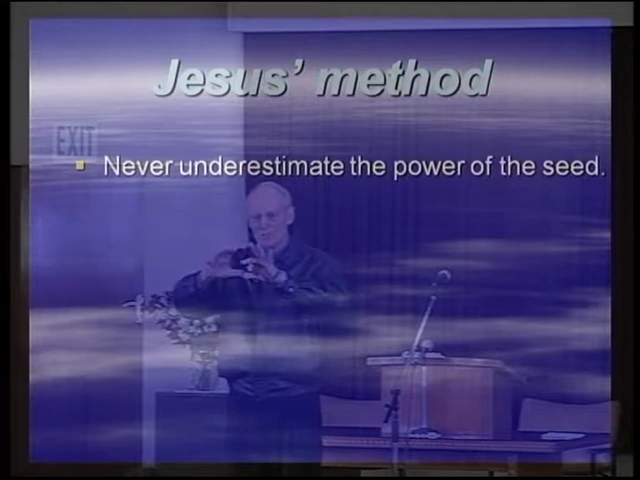 Jesus’ method
EXIT
Never underestimate the power of the seed.